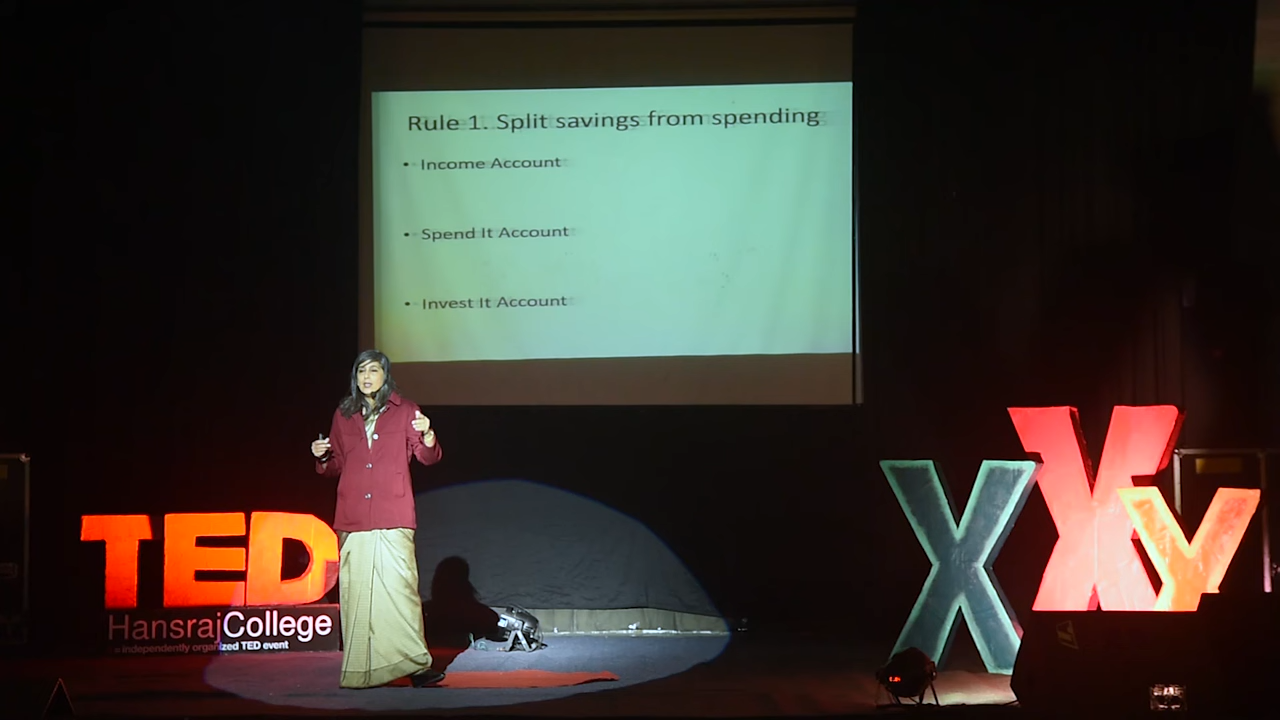 Rule 1. Split savings from spending
• Income Account
• Spend It Account
• Invest It Account
TED
HansrajCollege
independently organized TED event
X X Y